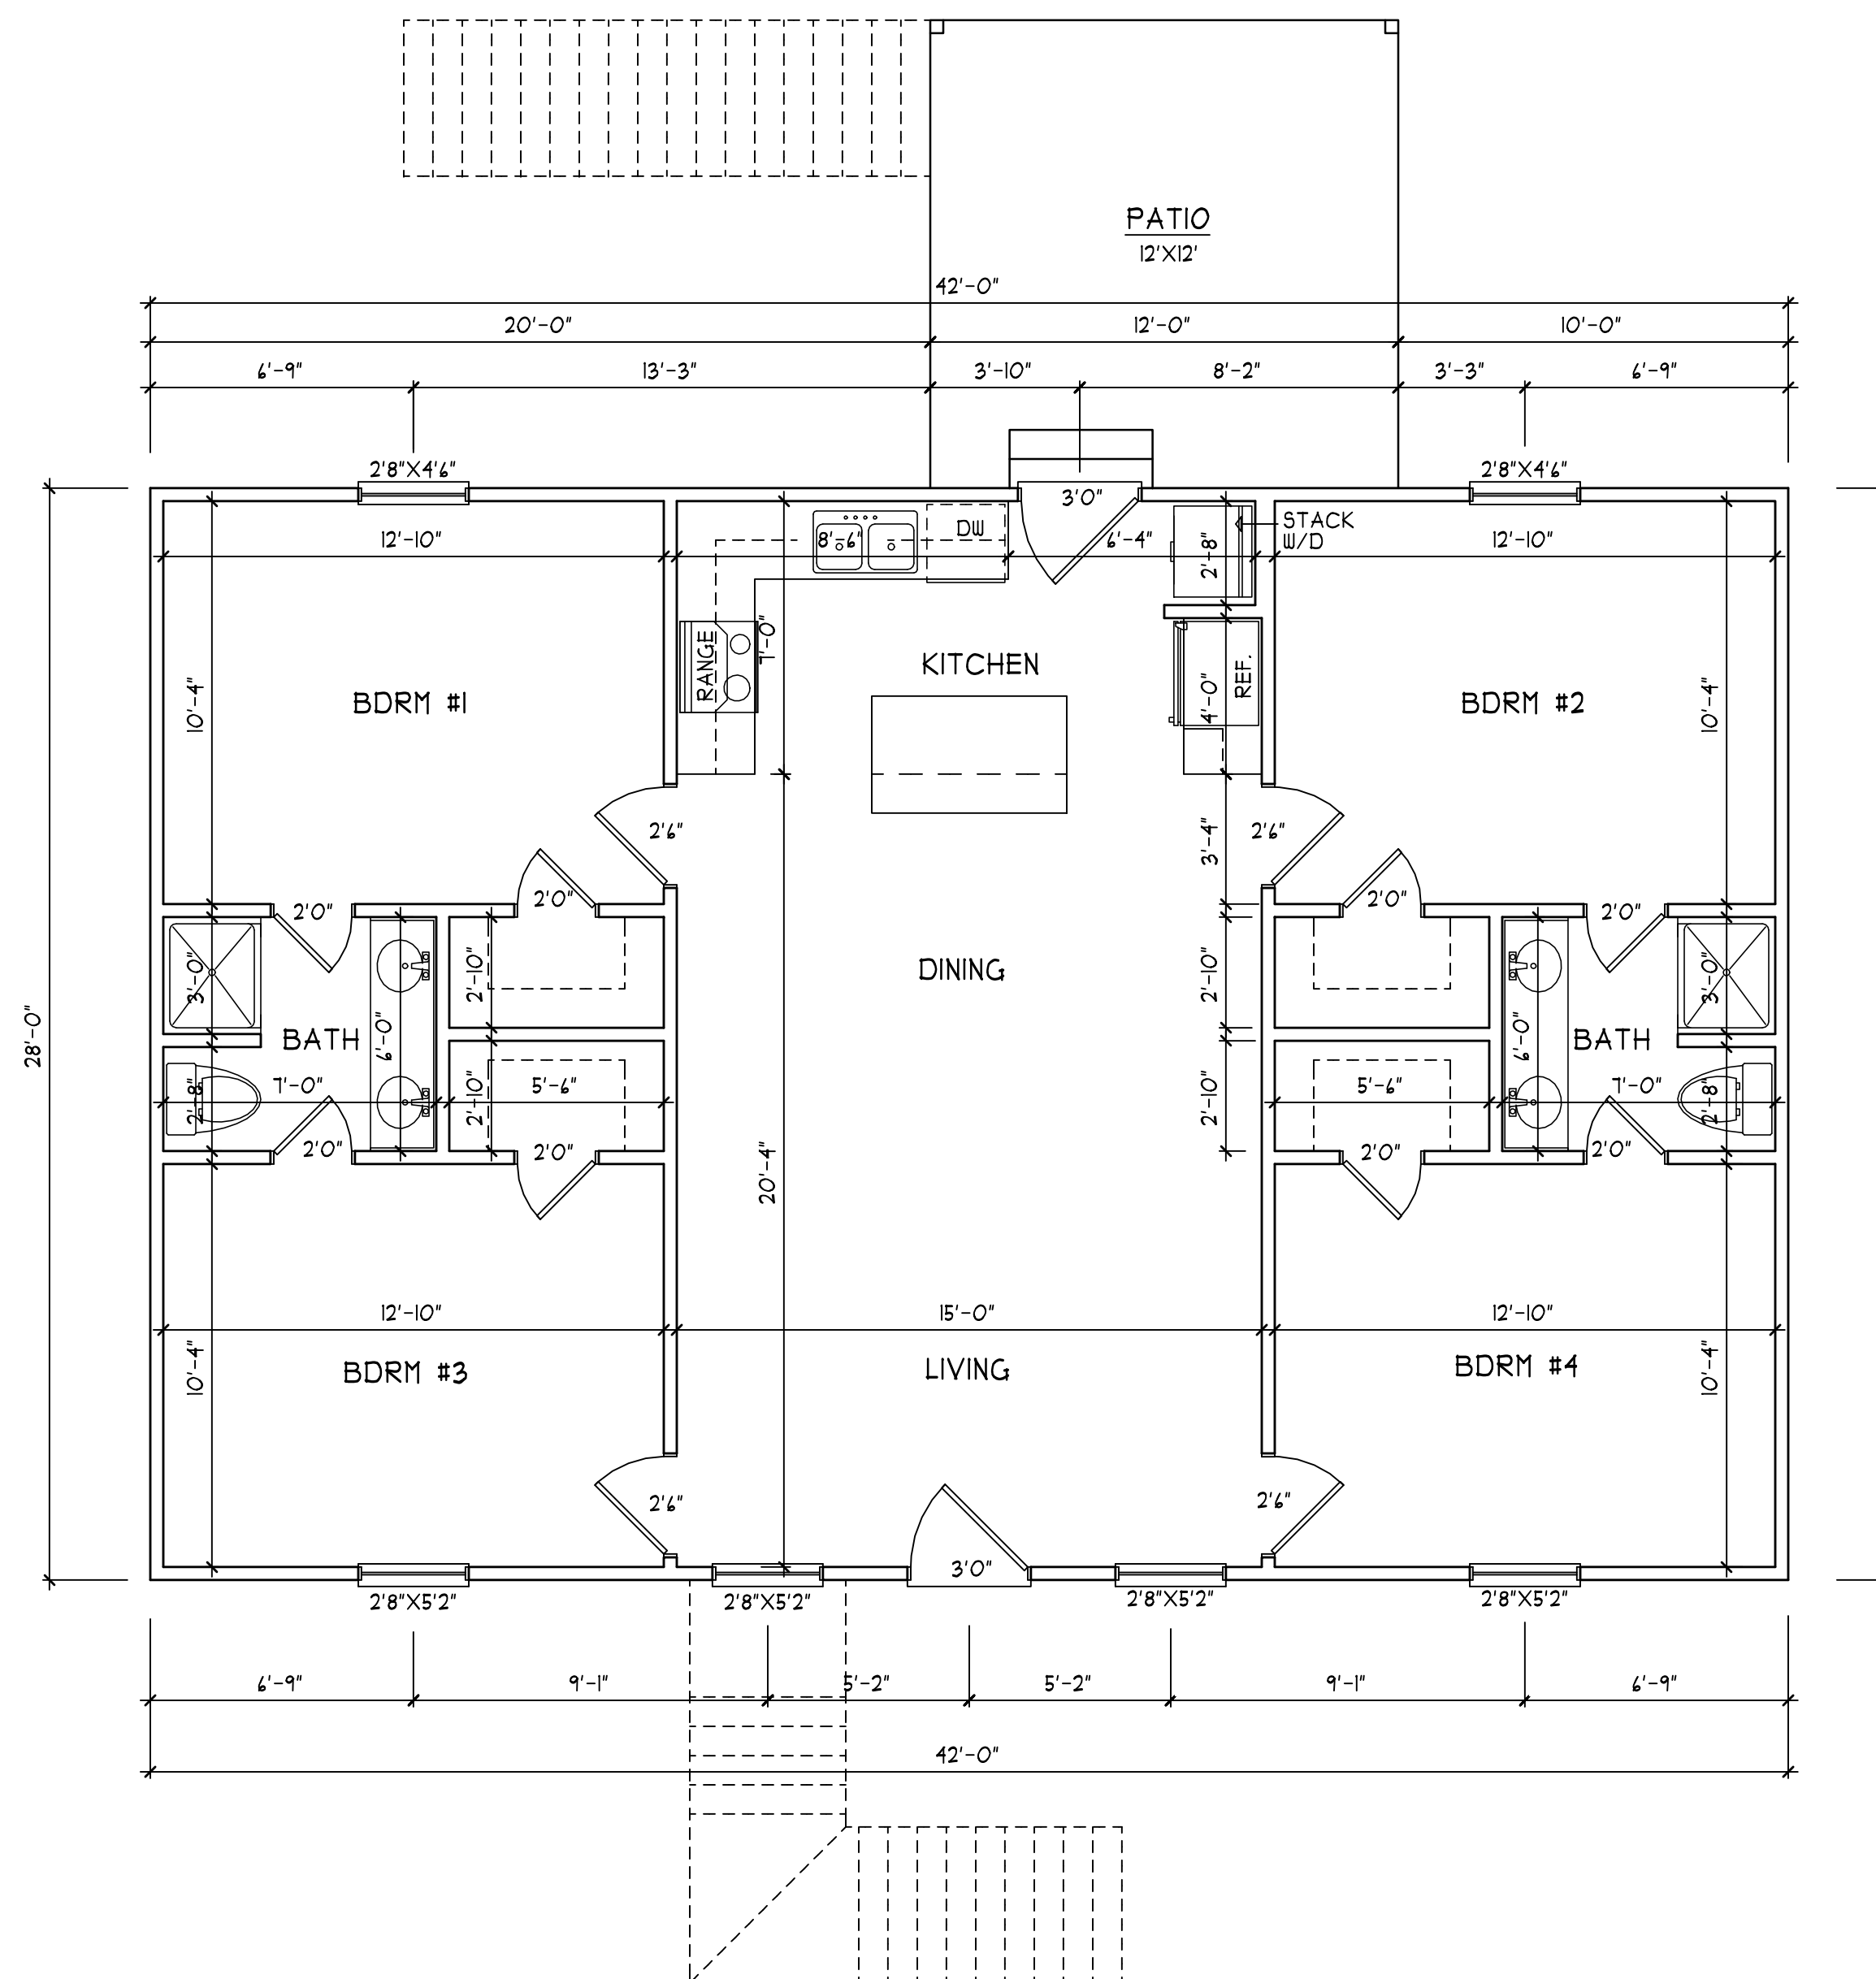 PATIO
12'X12'
42'-0"
20'-0" 12'-0" 10'-0"
6'-9" 13'-3" 3'-10" 8'-2" 3'-3" 6'-9"
2'8"X4'6" 2'8"X4'6"
3'0"
DW
STACK
W/D
12'-10" 8'-6" 6'-4" 2'-8" 12'-10"
RANGE 7'-0"
KITCHEN
REF.
4'-0"
10'-4" BDRM #1 BDRM #2 10'-4"
2'6" 3'-4" 2'6"
2'0" 2'0" 2'0" 2'0"
3'-0" 2'-10" DINING 2'-10" 3'-0"
28'-0"
BATH 6'-0" 6'-0" BATH
2'-8" 7'-0" 2'-10" 5'-6" 2'-10" 5'-6" 7'-0" 2'-8"
2'0" 2'0" 2'0" 2'0"
20'-4"
12'-10" 15'-0" 12'-10"
10'-4" BDRM #3 LIVING BDRM #4 10'-4"
2'6" 2'6"
3'0"
2'8"X5'2" 2'8"X5'2" 2'8"X5'2" 2'8"X5'2"
6'-9" 9'-1" 5'-2" 5'-2" 9'-1" 6'-9"
42'-0"